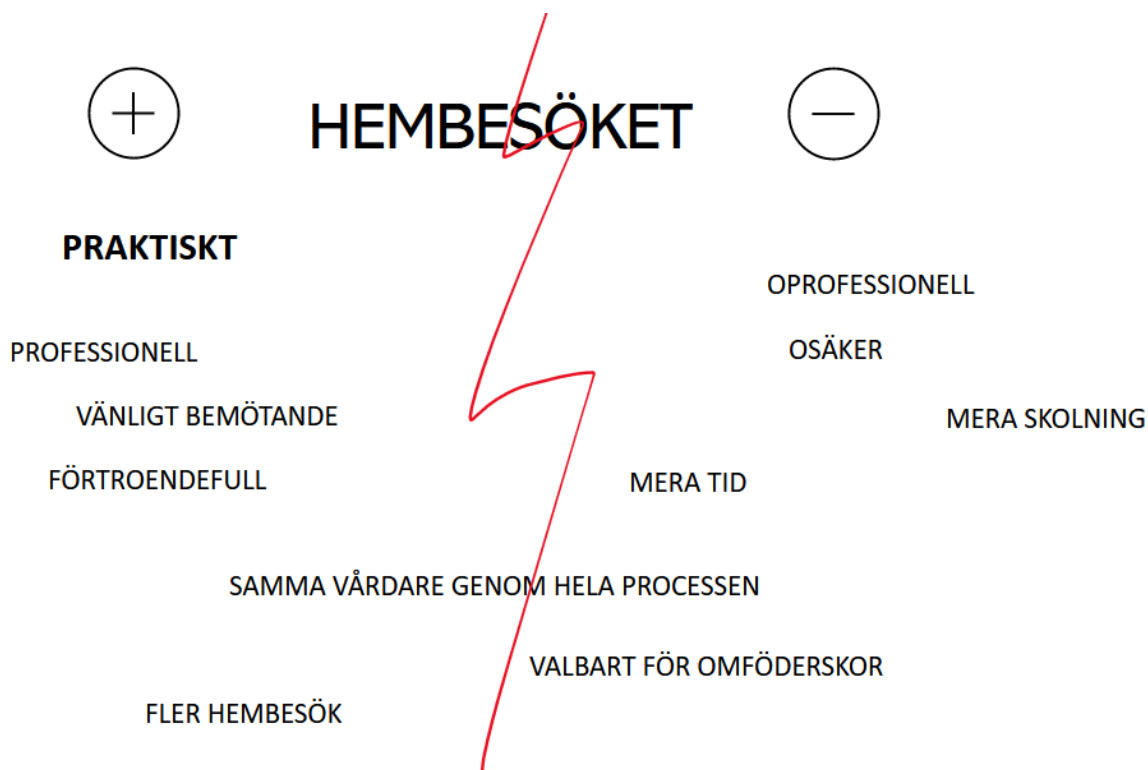 HEMBESÖKET
PRAKTISKT
OPROFESSIONELL
PROFESSIONELL
OSÄKER
VÄNLIGT BEMÖTANDE
MERA SKOLNING
FÖRTROENDEFULL
MERA TID
SAMMA VÅRDARE GENOM HELA PROCESSEN
VALBART FÖR OMFÖDERSKOR
FLER HEMBESÖK